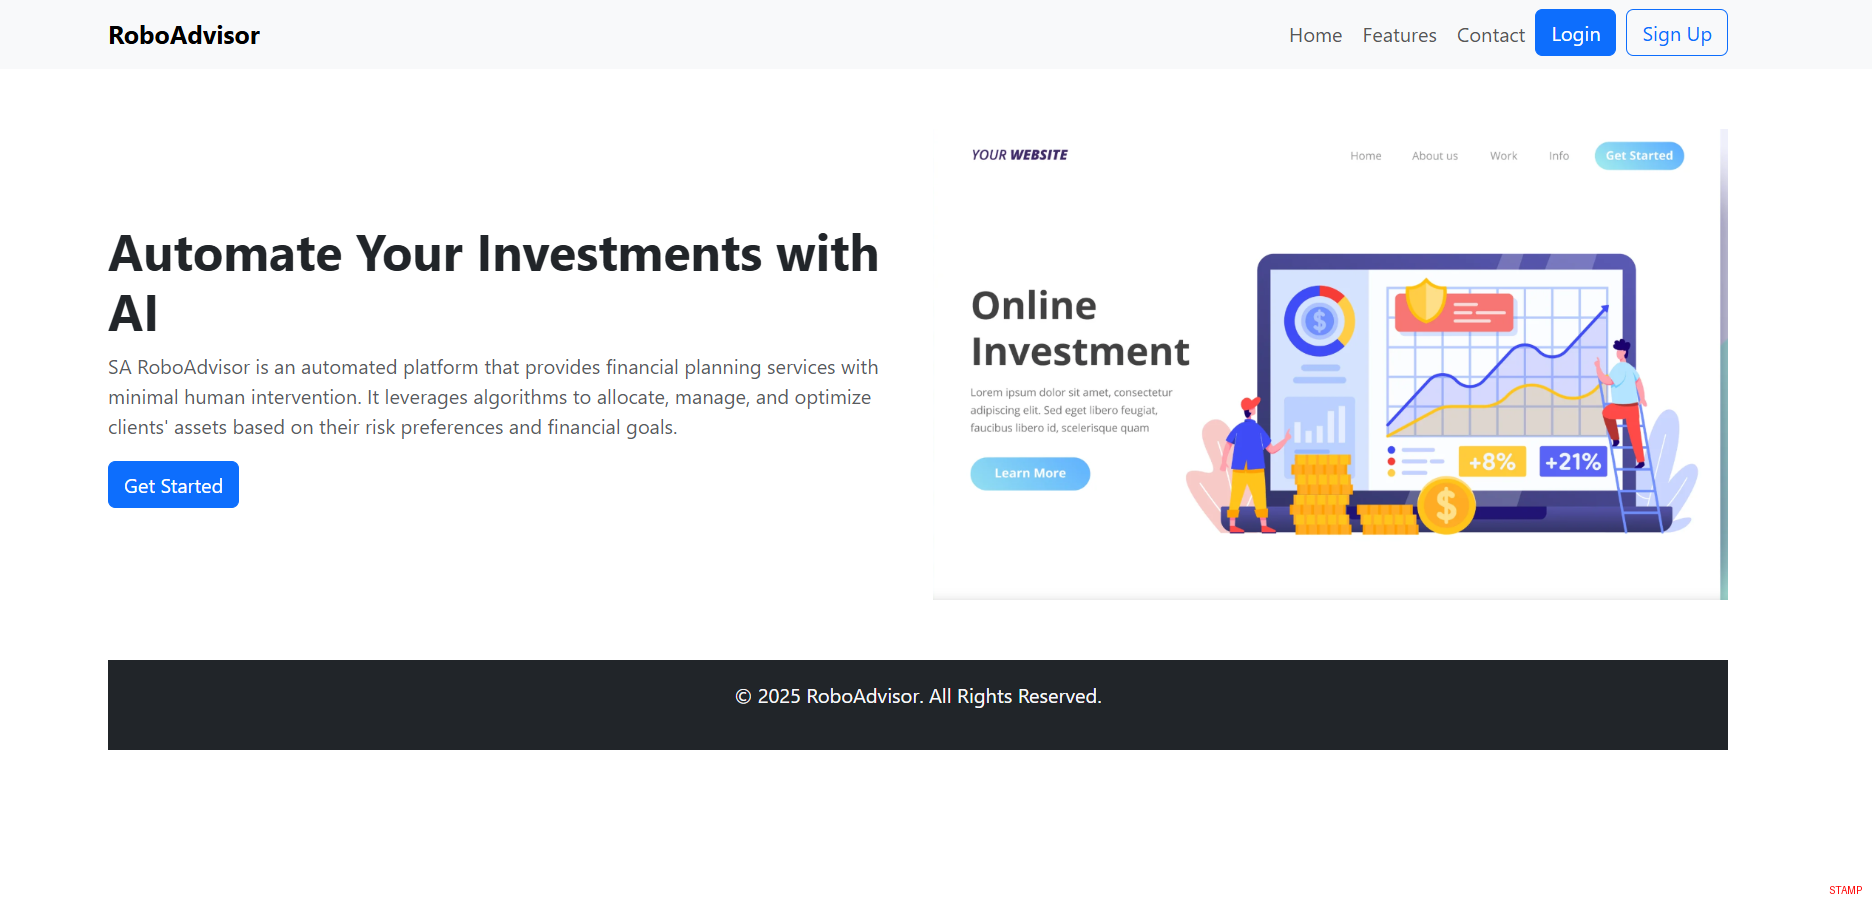 RoboAdvisor
Home Features Contact Login Sign Up
Automate Your Investments with
AI
SA RoboAdvisor is an automated platform that provides financial planning services with
minimal human intervention. It leverages algorithms to allocate, manage, and optimize
clients' assets based on their risk preferences and financial goals.
Get Started
YOUR WEBSITE
Home About us Work Info Get Started
Online
Investment
Lorem ipsum dolor sit amet, consectetur
adipiscing elit. Sed eget libero feugiat,
faucibus libero id, scelerisque quam
Learn More
$
+8% +21%
$
© 2025 RoboAdvisor. All Rights Reserved.
STAMP